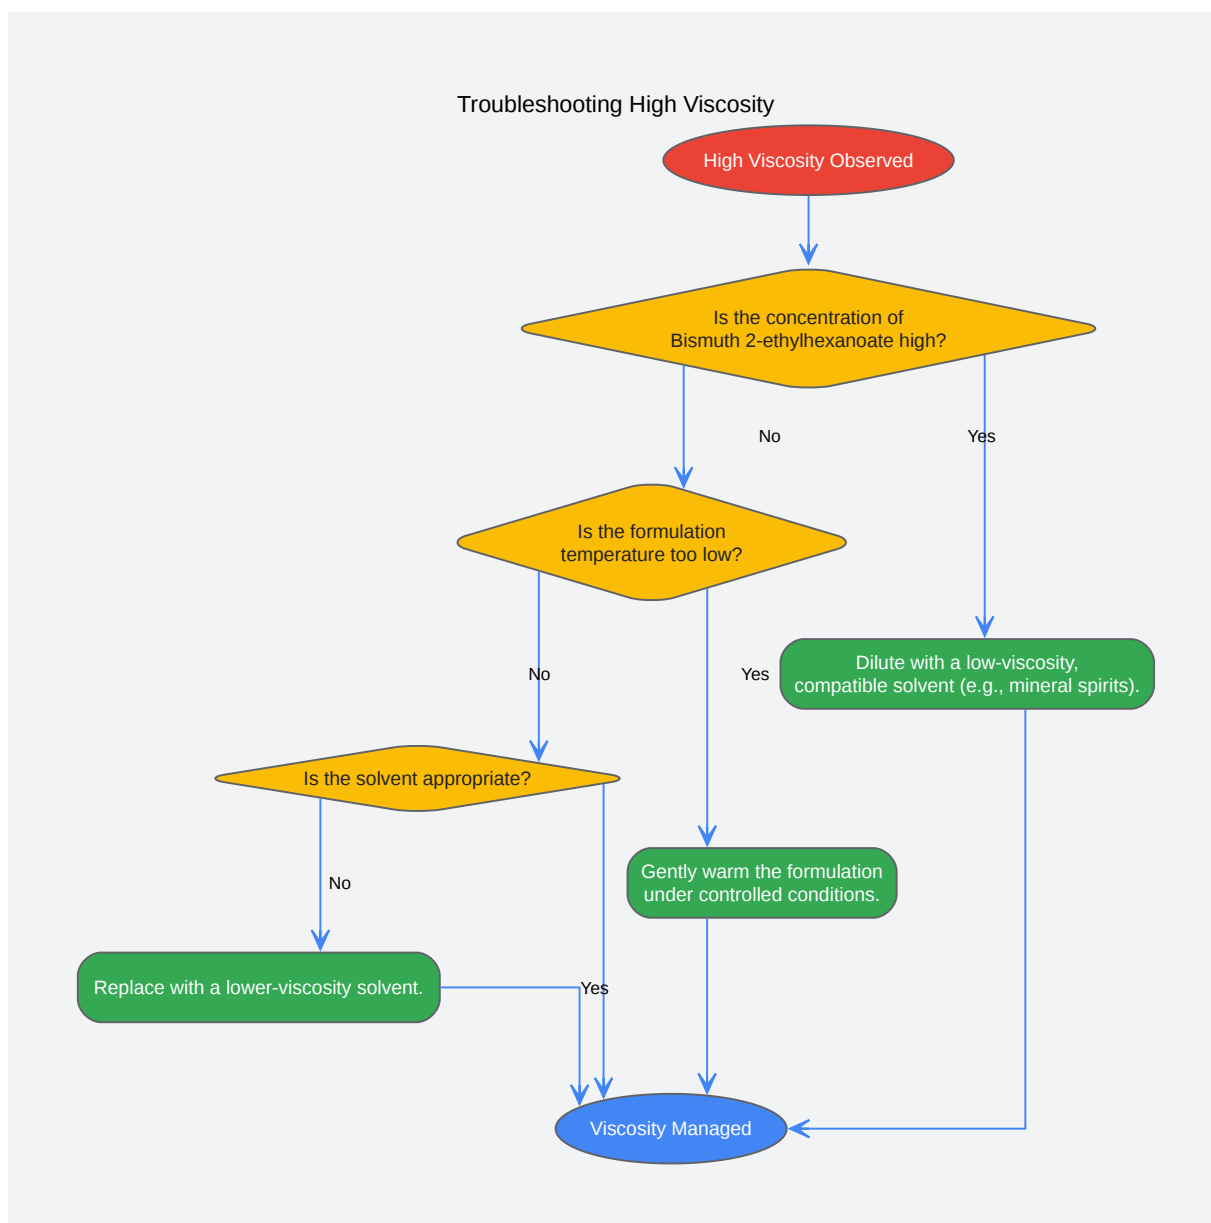 Troubleshooting High Viscosity
High Viscosity Observed
Is the concentration of
Bismuth 2-ethylhexanoate high?
No
Yes
Is the formulation
temperature too low?
Dilute with a low-viscosity,
compatible solvent (e.g., mineral spirits).
No
Yes
Is the solvent appropriate?
Gently warm the formulation
under controlled conditions.
No
Replace with a lower-viscosity solvent.
Yes
Viscosity Managed